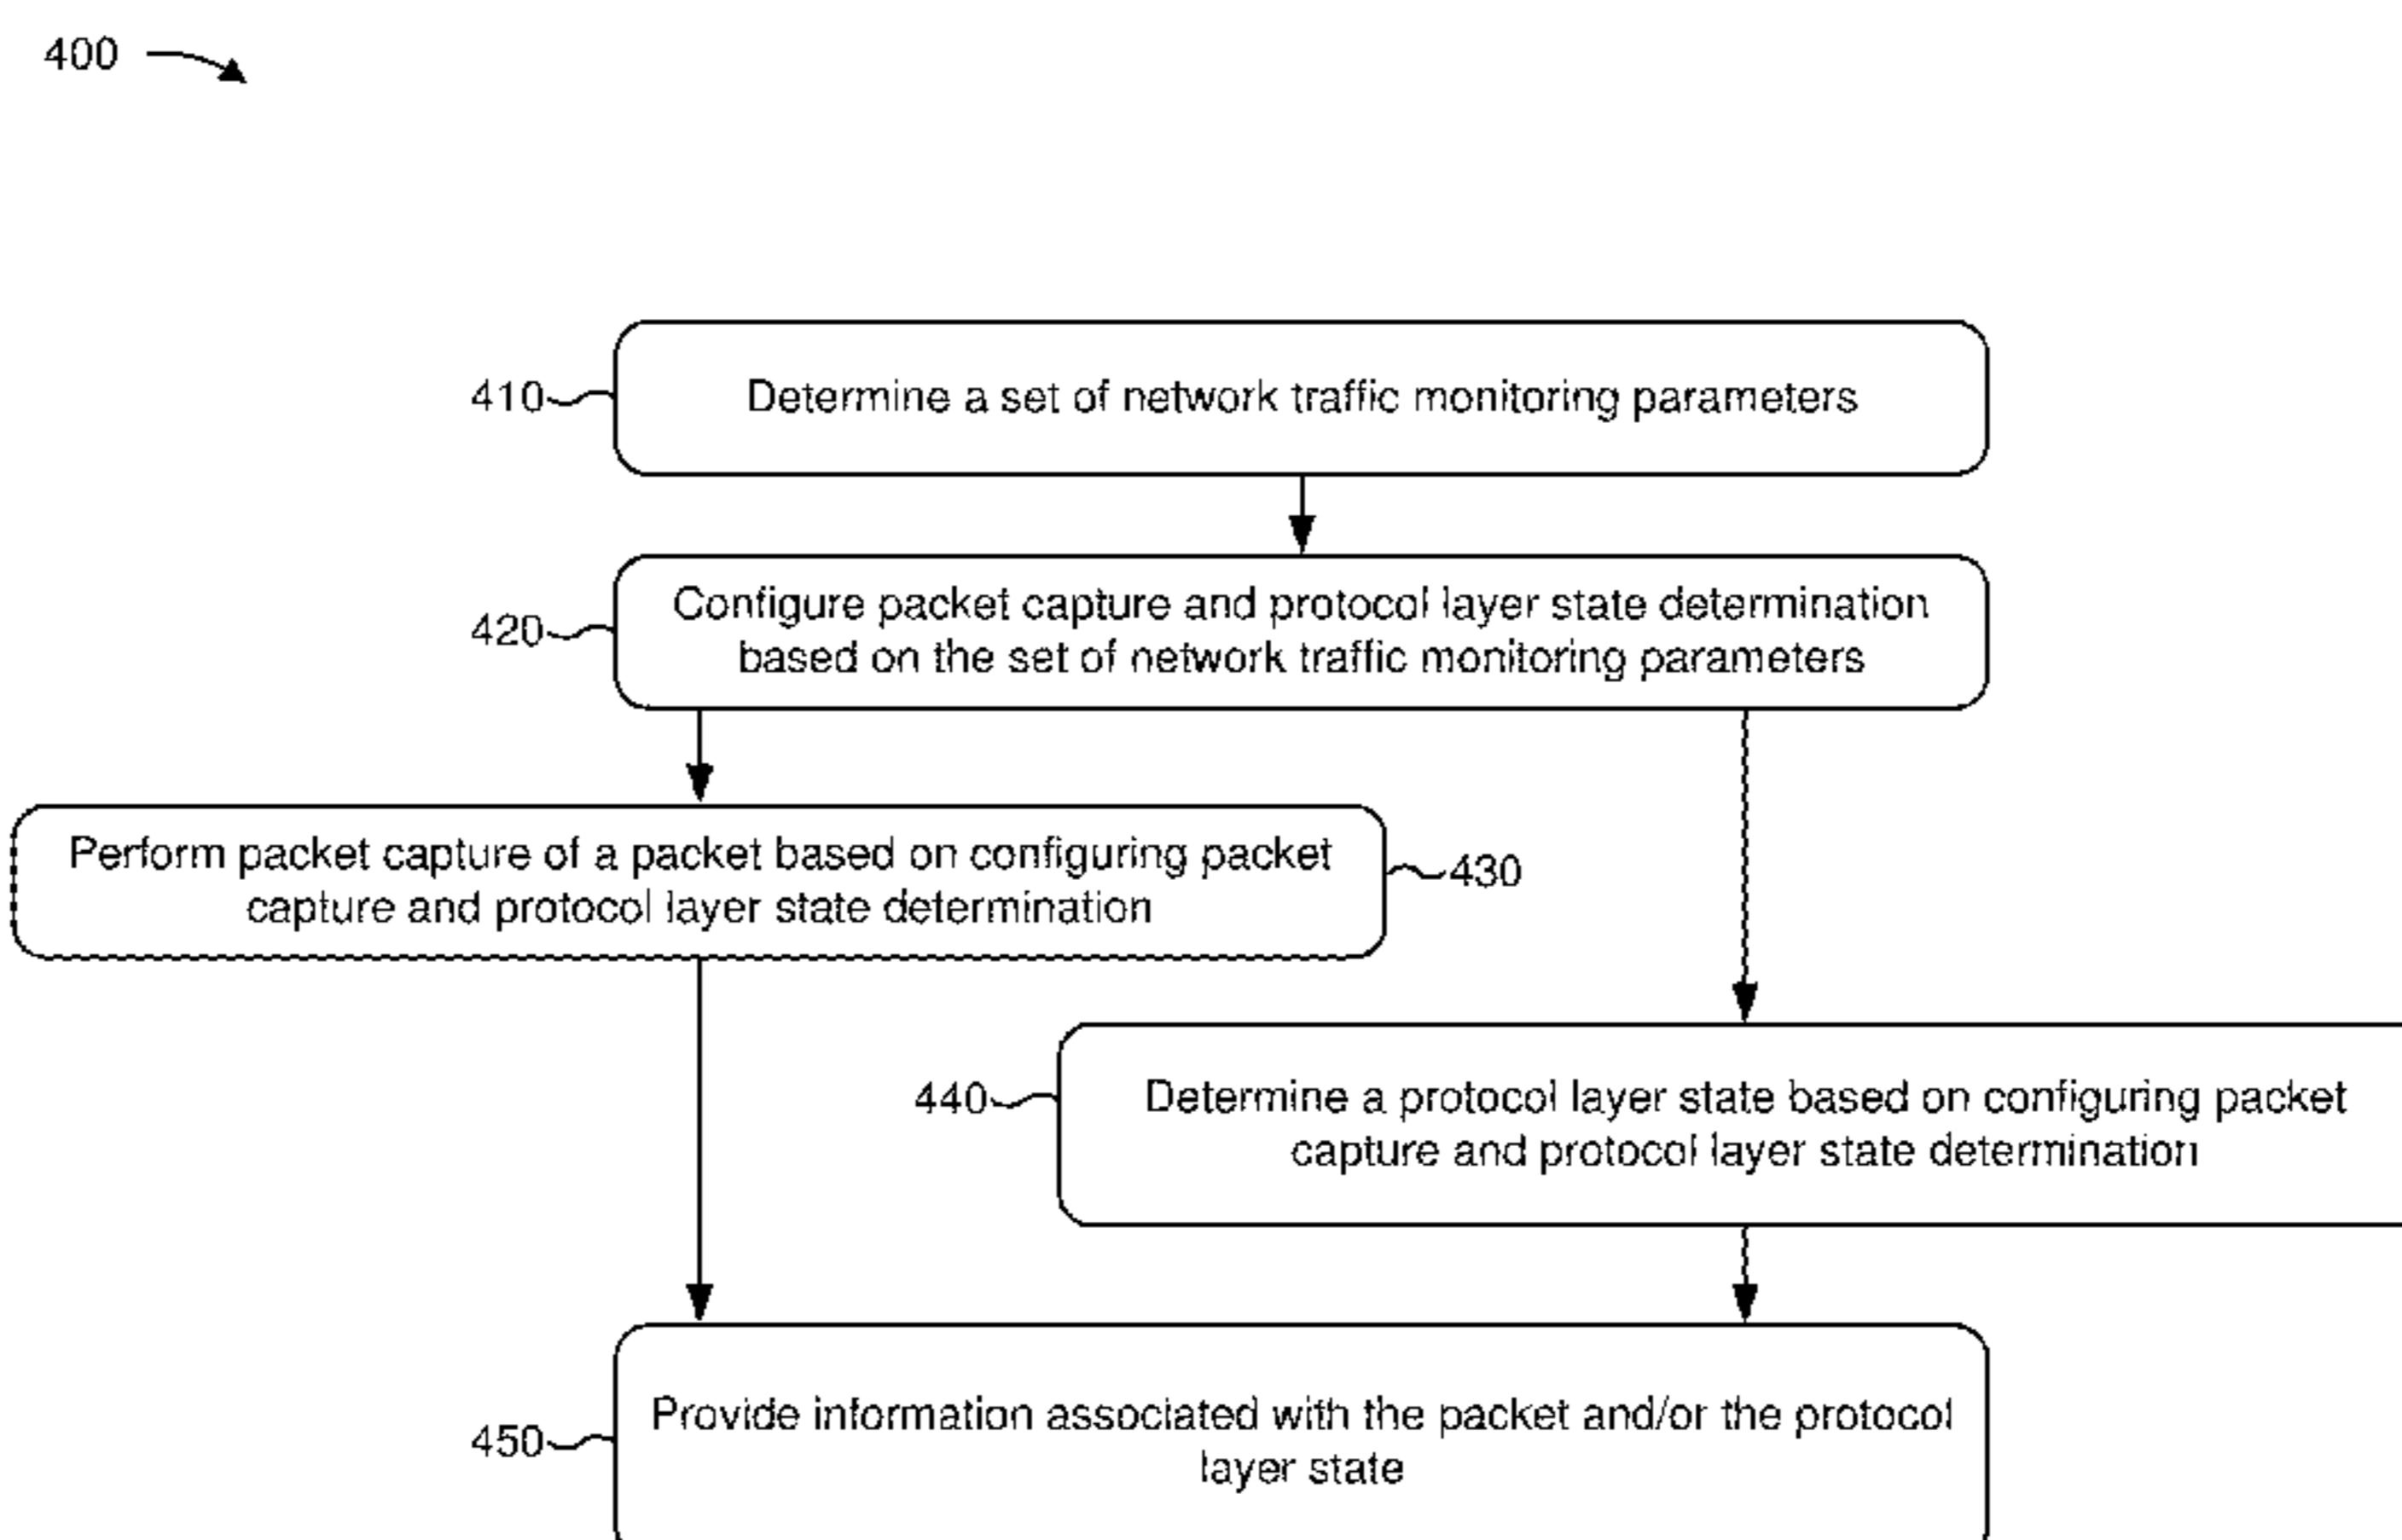 400
410
Determine a set of network traffic monitoring parameters
420
Configure packet capture and protocol layer state determination
based on the set of network traffic monitoring parameters
Perform packet capture of a packet based on configuring packet
capture and protocol layer state determination
430
440
Determine a protocol layer state based on configuring packet
capture and protocol layer state determination
450
Provide information associated with the packet and/or the protocol
layer state